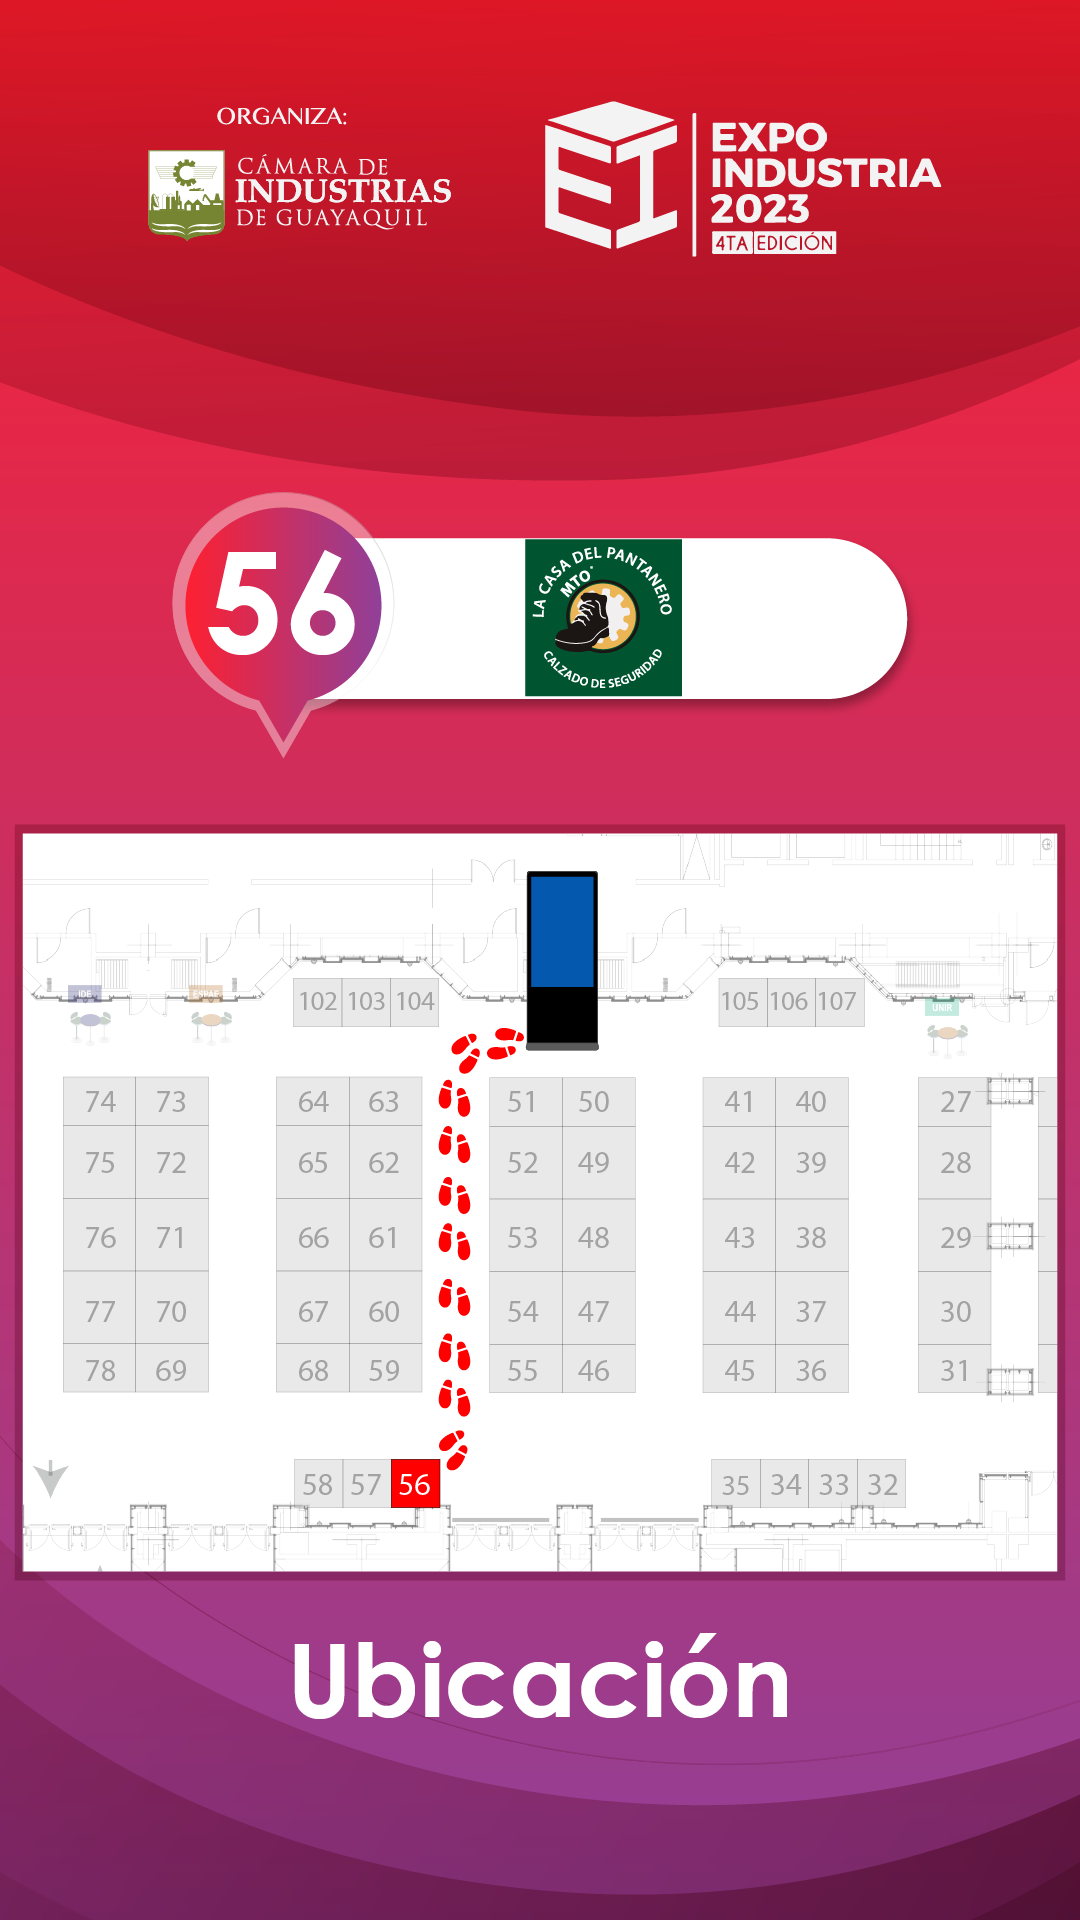 ORGANIZA:
CÁMARA DE
INDUSTRIAS
DE GUAYAQUIL
EXPO
INDUSTRIA
2023
4TA EDICIÓN
56
LA CASA DEL PANTANERO
MTO
CALZADO DE SEGURIDAD
IDE
ESPAE
UNIR
102 103 104
105 106 107
74 73 64 63 51 50 41 40 27
75 72 65 62 52 49 42 39 28
76 71 66 61 53 48 43 38 29
77 70 67 60 54 47 44 37 30
78 69 68 59 55 46 45 36 31
58 57 56
35 34 33 32
Ubicación